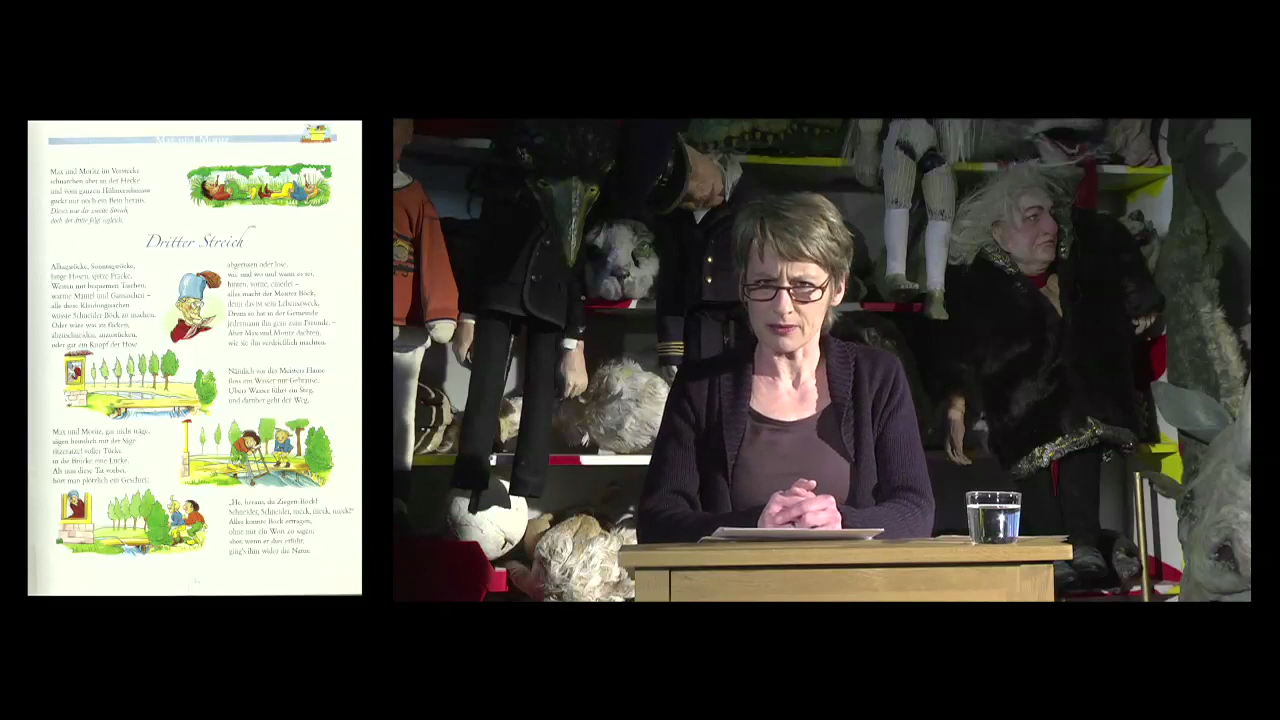 Max und Moritz
Max und Moritz im Verstecke
schnarchen aber an der Hecke
und vom ganzen Hühnerschmaus
guckt nur noch ein Bein heraus.
Dieses war der zweite Streich,
doch der dritte folgt sogleich.
Dritter Streich
Alltagsröcke, Sonntagsröcke,
lange Hosen, spitze Fräcke,
Westen mit bequemen Taschen,
warme Mäntel und Gamaschen –
alle diese Kleidungssachen
wusste Schneider Böck zu machen.
Oder wäre was zu flicken,
abzuschneiden, anzustücken,
oder gar ein Knopf der Hose
abgerissen oder lose,
wie und wo und wann es sei,
hinten, vorne, einerlei –
alles macht der Meister Böck,
denn das ist sein Lebenszweck.
Drum so hat in der Gemeinde
jedermann ihn gern zum Freunde. –
Aber Max und Moritz dachten,
wie sie ihn verdrießlich machten.
Nämlich vor des Meisters Hause
floss ein Wasser mit Gebrause.
Übers Wasser führt ein Steg,
und darüber geht der Weg.
Max und Moritz, gar nicht träge,
sägen heimlich mit der Säge
ritzeratze! voller Tücke,
in die Brücke eine Lücke.
Als nun diese Tat vorbei,
hört man plötzlich ein Geschrei:
„He, heraus, du Ziegen-Böck!
Schneider, Schneider, meck, meck, meck!“
Alles konnte Böck ertragen,
ohne nur ein Wort zu sagen;
aber wenn er dies erfuhr,
ging's ihm wider die Natur.